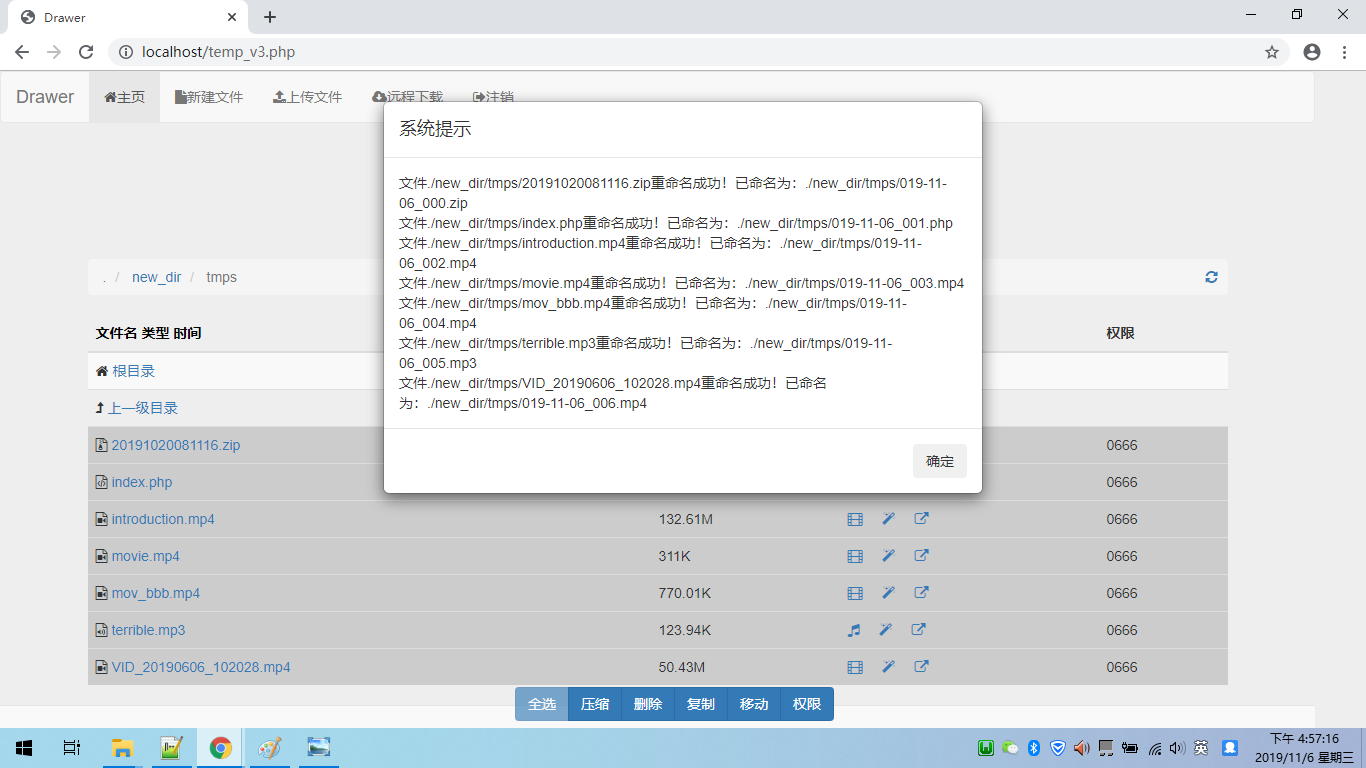 Drawer
localhost/temp_v3.php
Drawer 主页 新建文件 上传文件 远程下载 注销
系统提示
文件./new_dir/tmps/20191020081116.zip重命名成功！已命名为：./new_dir/tmps/019-11-
06_000.zip
文件./new_dir/tmps/index.php重命名成功！已命名为：./new_dir/tmps/019-11-06_001.php
文件./new_dir/tmps/introduction.mp4重命名成功！已命名为：./new_dir/tmps/019-11-
06_002.mp4
文件./new_dir/tmps/movie.mp4重命名成功！已命名为：./new_dir/tmps/019-11-06_003.mp4
文件./new_dir/tmps/mov_bbb.mp4重命名成功！已命名为：./new_dir/tmps/019-11-
06_004.mp4
文件./new_dir/tmps/terrible.mp3重命名成功！已命名为：./new_dir/tmps/019-11-
06_005.mp3
文件./new_dir/tmps/VID_20190606_102028.mp4重命名成功！已命名
为：./new_dir/tmps/019-11-06_006.mp4
确定
. / new_dir / tmps
文件名 类型 时间 权限
根目录
上一级目录
20191020081116.zip 0666
index.php 0666
introduction.mp4 132.61M 0666
movie.mp4 311K 0666
mov_bbb.mp4 770.01K 0666
terrible.mp3 123.94K 0666
VID_20190606_102028.mp4 50.43M 0666
全选 压缩 删除 复制 移动 权限
英
下午 4:57:16
2019/11/6 星期三